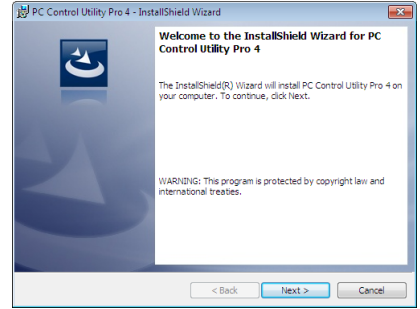 PC Control Utility Pro 4 - InstallShield Wizard
Welcome to the InstallShield Wizard for PC
Control Utility Pro 4
The InstallShield(R) Wizard will install PC Control Utility Pro 4 on
your computer. To continue, click Next.
WARNING: This program is protected by copyright law and
international treaties.
< Back
Next >
Cancel